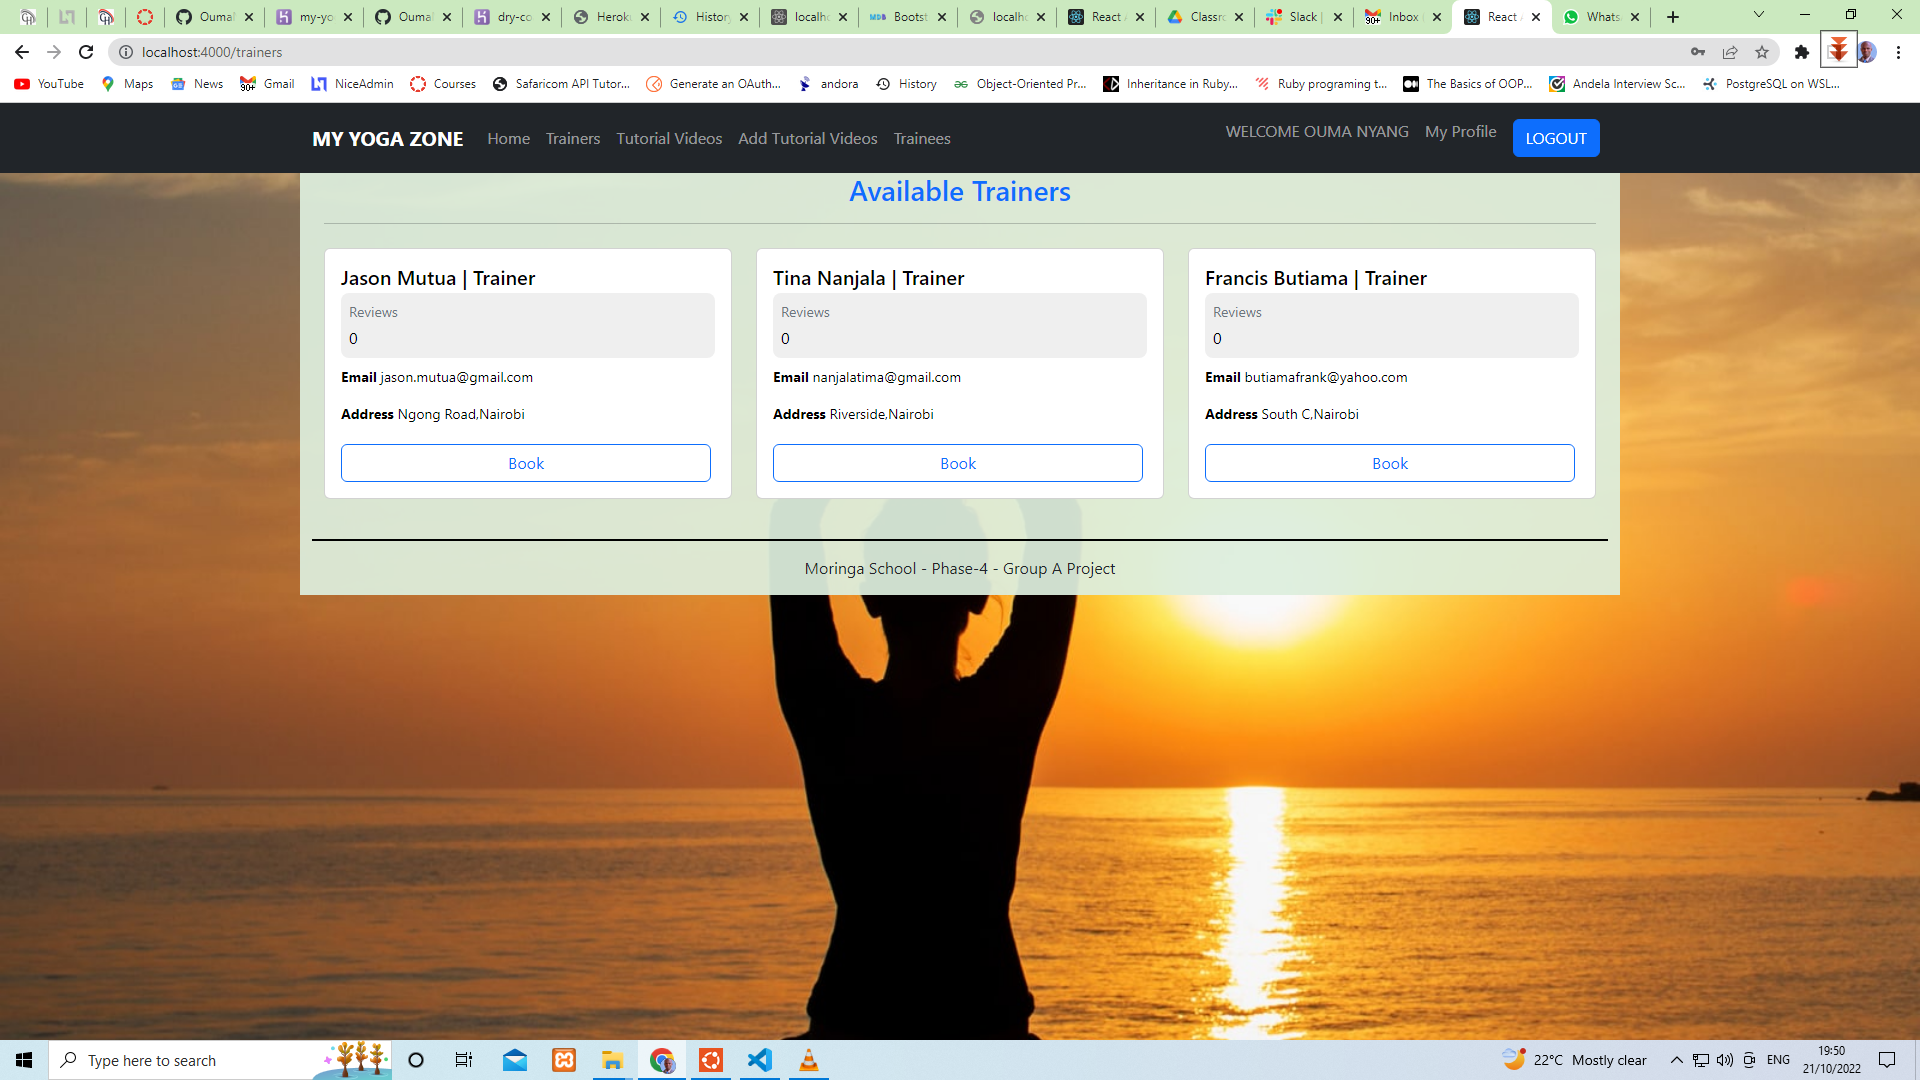 Ouma
my-yo
Ouma
dry-co
Herok
History
localho
Bootst
localho
React
Classro
Slack |
Inbox
React
Whats
localhost:4000/trainers
YouTube Maps News Gmail NiceAdmin Courses Safaricom API Tutor... Generate an OAuth... andora History Object-Oriented Pr... Inheritance in Ruby... Ruby programing t... The Basics of OOP... Andela Interview Sc... PostgreSQL on WSL...
MY YOGA ZONE Home Trainers Tutorial Videos Add Tutorial Videos Trainees WELCOME OUMA NYANG My Profile LOGOUT
Available Trainers
Jason Mutua | Trainer
Reviews
0
Email jason.mutua@gmail.com
Address Ngong Road,Nairobi
Book
Tina Nanjala | Trainer
Reviews
0
Email nanjalatima@gmail.com
Address Riverside,Nairobi
Book
Francis Butiama | Trainer
Reviews
0
Email butiamafrank@yahoo.com
Address South C,Nairobi
Book
Moringa School - Phase-4 - Group A Project
Type here to search
22°C Mostly clear
ENG
19:50
21/10/2022